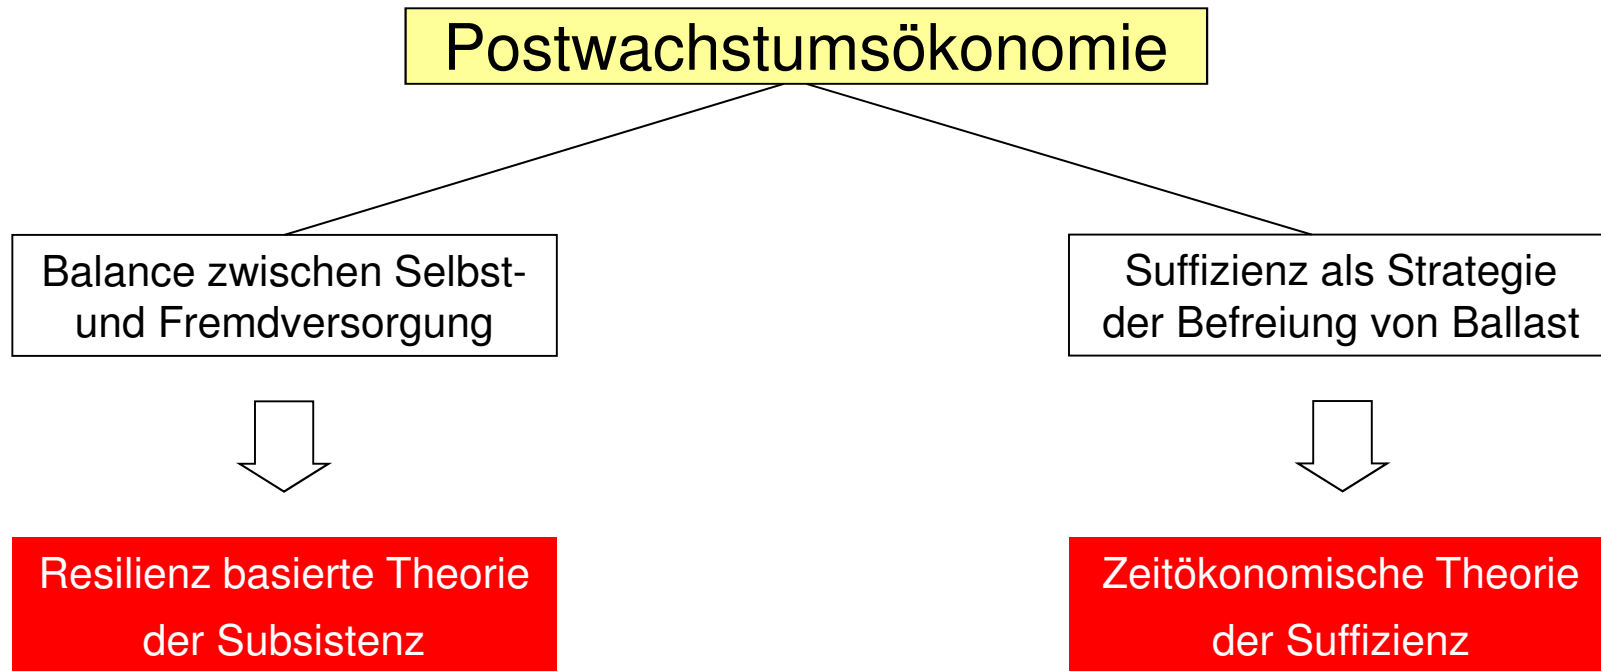 Postwachstumsökonomie
Balance zwischen Selbst-
und Fremdversorgung
Suffizienz als Strategie
der Befreiung von Ballast
Resilienz basierte Theorie
der Subsistenz
Zeitökonomische Theorie
der Suffizienz